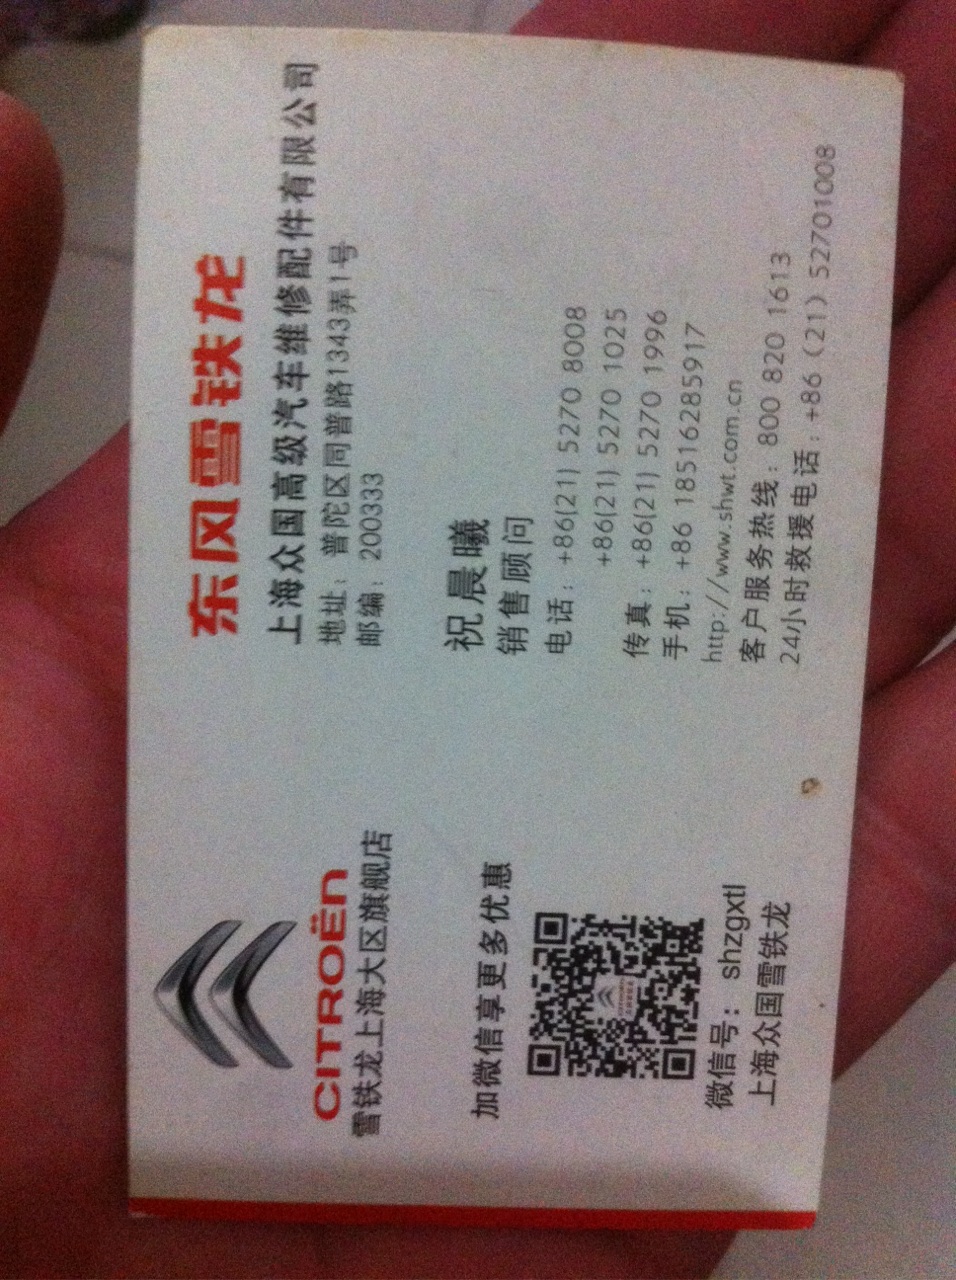 CITROËN
雪铁龙上海大区旗舰店
加微信享更多优惠
微信号：shzgxtl
上海众国雪铁龙
东风雪铁龙
上海众国高级汽车维修配件有限公司
地址：普陀区同普路1343弄1号
邮编：200333
祝晨曦
销售顾问
电话：+86(21) 5270 8008
+86(21) 5270 1025
传真：+86(21) 5270 1996
手机：+86 18516285917
http://www.shwt.com.cn
客户服务热线：800 820 1613
24小时救援电话：+86 (21) 52701008